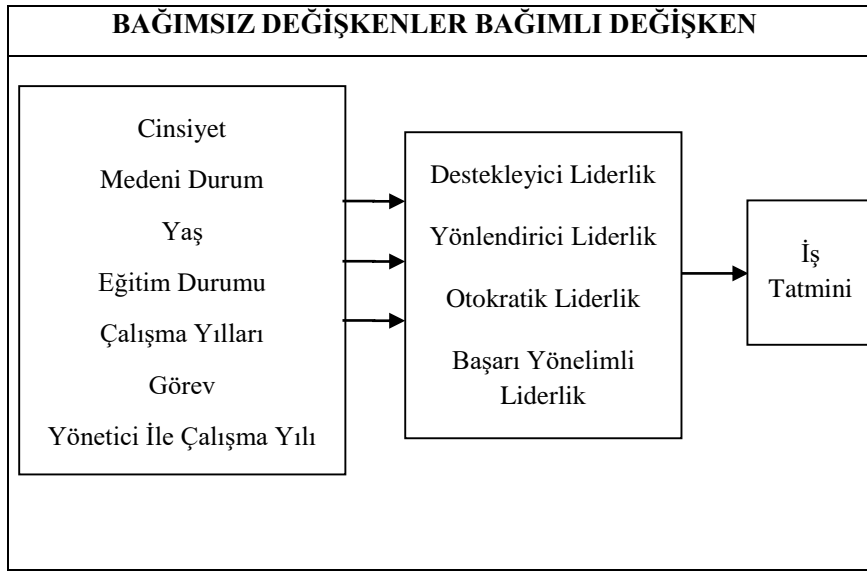 BAĞIMSIZ DEĞİŞKENLER BAĞIMLI DEĞİŞKEN
Cinsiyet
Medeni Durum
Yaş
Eğitim Durumu
Çalışma Yılları
Görev
Yönetici İle Çalışma Yılı
Destekleyici Liderlik
Yönlendirici Liderlik
Otokratik Liderlik
Başarı Yönelimli
Liderlik
İş
Tatmini